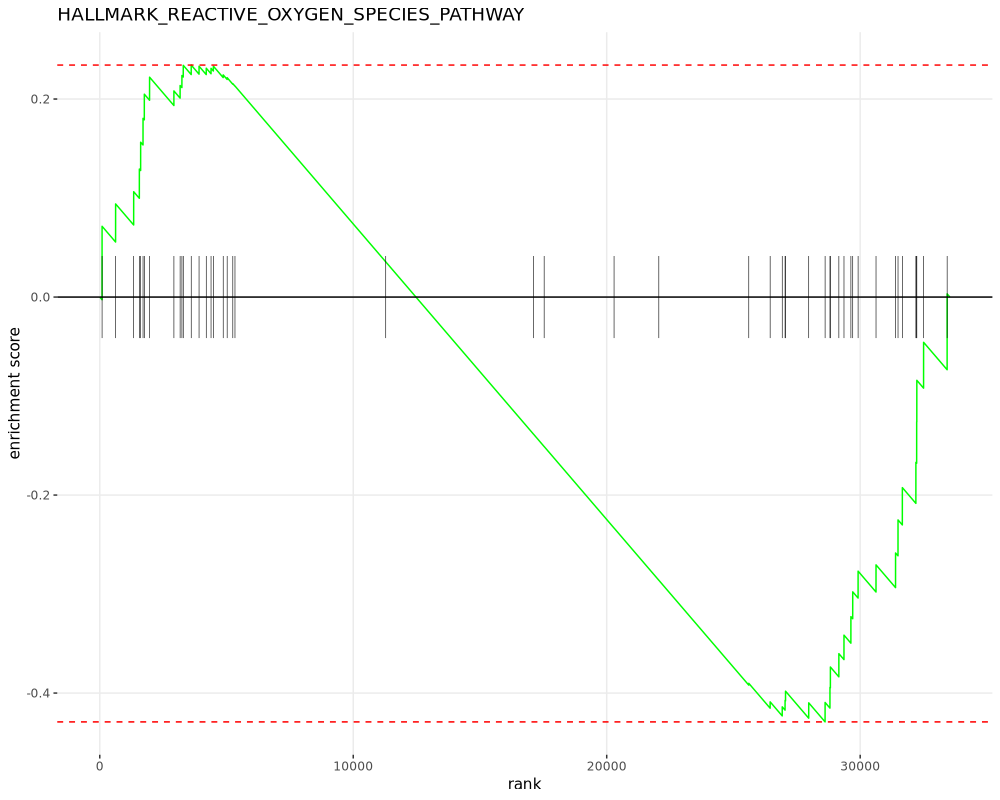 HALLMARK_REACTIVE_OXYGEN_SPECIES_PATHWAY
enrichment score
0.2
0.0
-0.2
-0.4
0
10000
20000
30000
rank